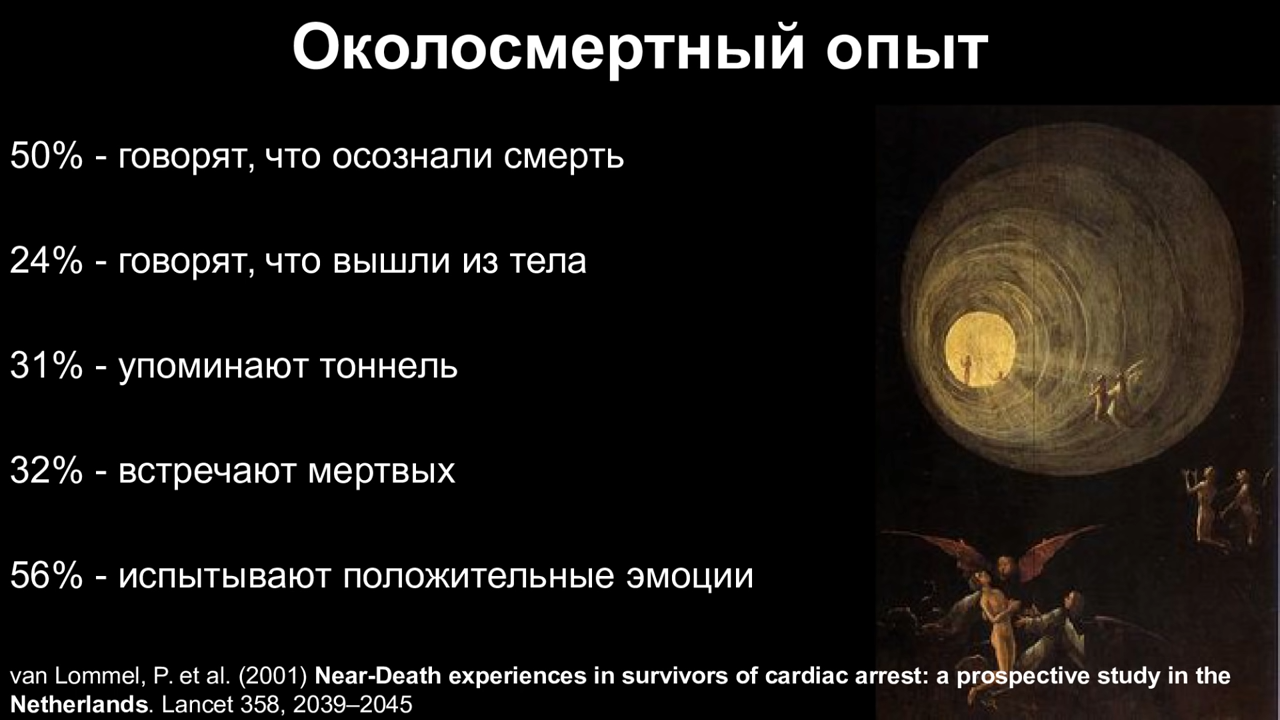 Околосмертный опыт
50% - говорят, что осознали смерть
24% - говорят, что вышли из тела
31% - упоминают тоннель
32% - встречают мертвых
56% - испытывают положительные эмоции
van Lommel, P. et al. (2001) Near-Death experiences in survivors of cardiac arrest: a prospective study in the
Netherlands. Lancet 358, 2039–2045